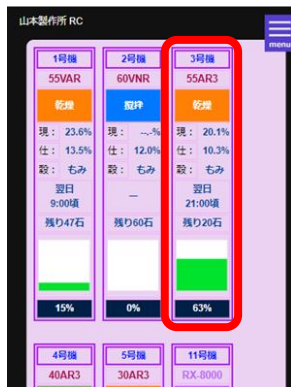 山本製作所 RC
menu
1号機
55VAR
乾燥
現： 23.6%
仕： 13.5%
穀： もみ
翌日
9:00頃
残り47石
15%
2号機
60VNR
撹拌
現： --.-%
仕： 12.0%
穀： もみ
―
残り60石
0%
3号機
55AR3
乾燥
現： 20.1%
仕： 10.3%
穀： もみ
翌日
21:00頃
残り20石
63%
4号機
40AR3
5号機
30AR3
11号機
RX-8000